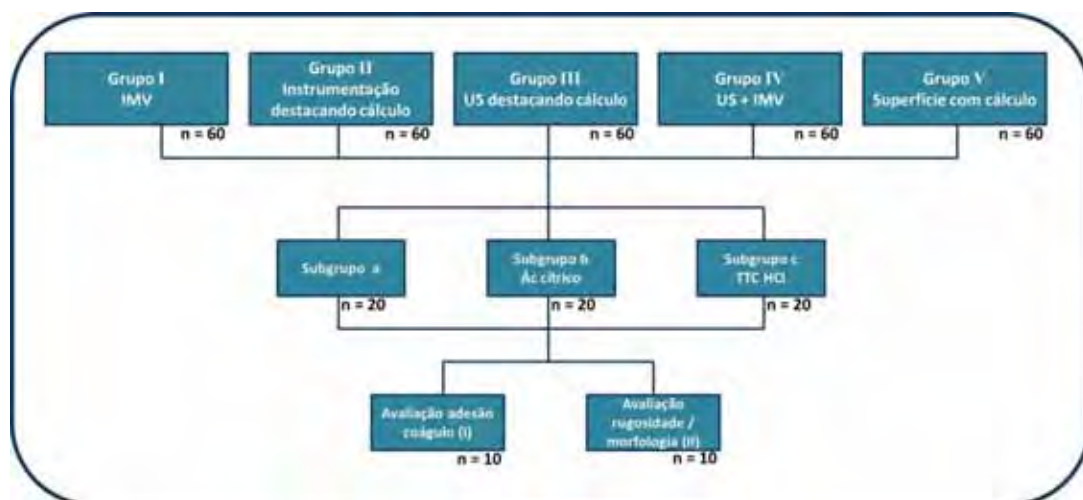 Grupo I
IMV
n = 60
Grupo II
Instrumentação
destacando cálculo
n = 60
Grupo III
US destacando cálculo
n = 60
Grupo IV
US + IMV
n = 60
Grupo V
Superfície com cálculo
n = 60
Subgrupo a
n = 20
Subgrupo b
Ác cítrico
n = 20
Subgrupo c
TTC HCl
n = 20
Avaliação adesão
coágulo (I)
n = 10
Avaliação
rugosidade /
morfologia (II)
n = 10